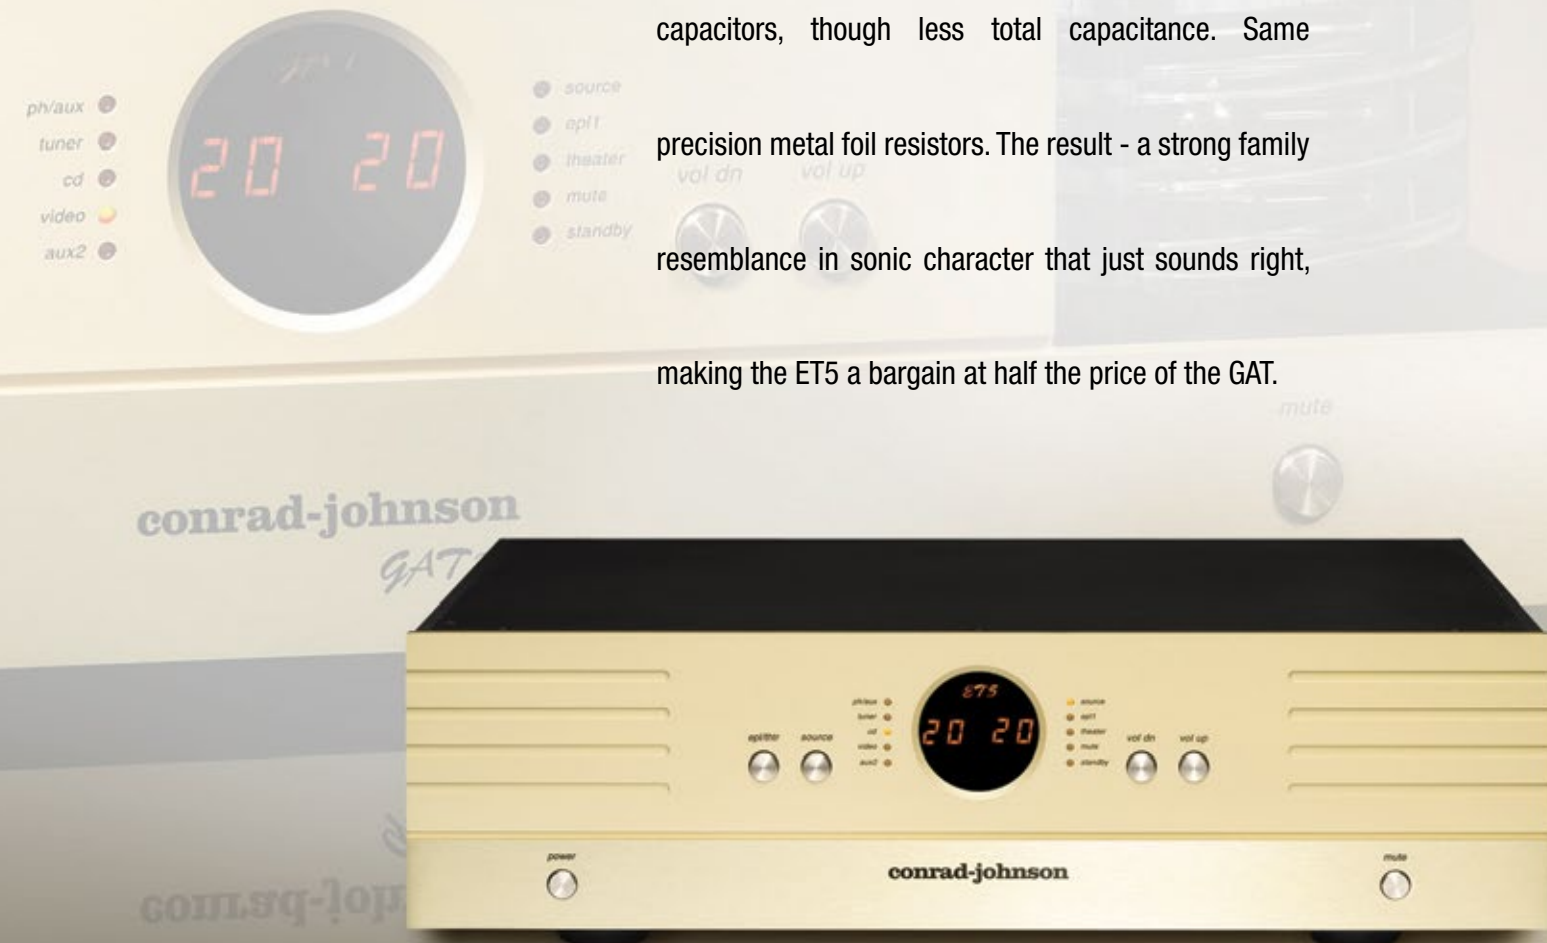 capacitors, though less total capacitance. Same
precision metal foil resistors. The result - a strong family
resemblance in sonic character that just sounds right,
making the ET5 a bargain at half the price of the GAT.
GAT
20 20
ph/aux
tuner
cd
video
aux2
source
epl1
theater
mute
standby
vol dn
vol up
mute
conrad-johnson
GAT
ET5
20 20
epl/thtr
source
ph/aux
tuner
cd
video
aux2
source
epl1
theater
mute
standby
vol dn
vol up
power
conrad-johnson
mute